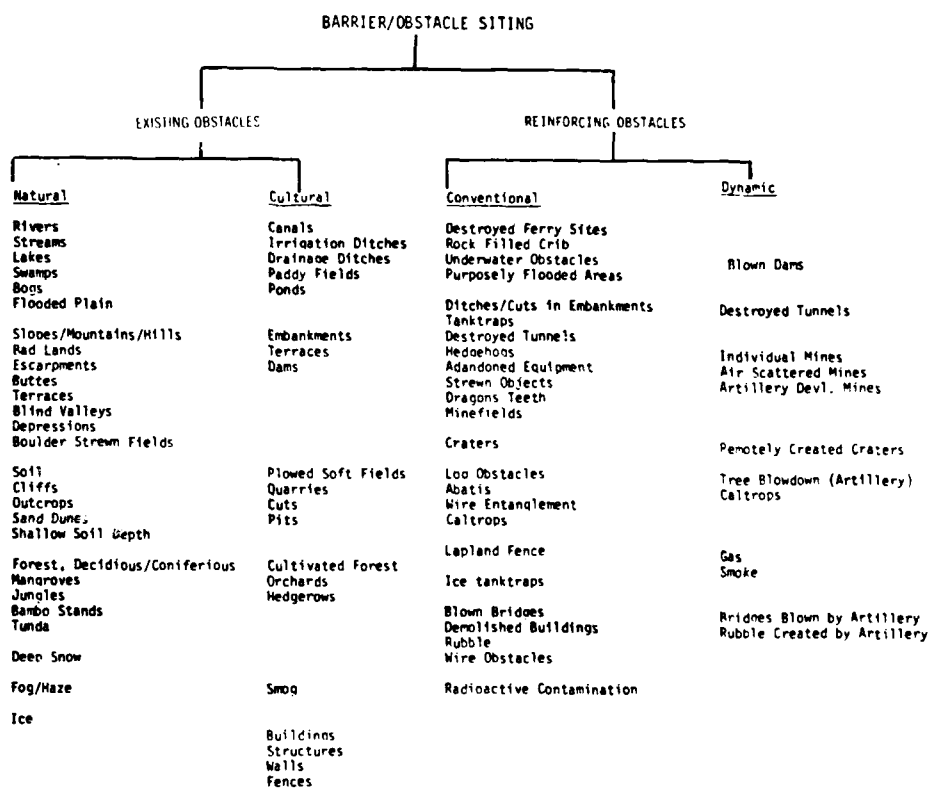 BARRIER/OBSTACLE SITING
EXISTING OBSTACLES
REINFORCING OBSTACLES
Natural
Rivers
Streams
Lakes
Swamps
Bogs
Flooded Plain
Slopes/Mountains/Hills
Bad Lands
Escarpments
Buttes
Terraces
Blind Valleys
Depressions
Boulder Strewn Fields
Soil
Cliffs
Outcrops
Sand Dunes
Shallow Soil Depth
Forest, Decidious/Coniferious
Mangroves
Jungles
Bambo Stands
Tunda
Deep Snow
Fog/Haze
Ice
Cultural
Canals
Irrigation Ditches
Drainage Ditches
Paddy Fields
Ponds
Embankments
Terraces
Dams
Plowed Soft Fields
Quarries
Cuts
Pits
Cultivated Forest
Orchards
Hedgerows
Smog
Buildings
Structures
Walls
Fences
Conventional
Destroyed Ferry Sites
Rock Filled Crib
Underwater Obstacles
Purposely Flooded Areas
Ditches/Cuts in Embankments
Tanktraps
Destroyed Tunnels
Hedgehogs
Adandoned Equipment
Strewn Objects
Dragons Teeth
Minefields
Craters
Log Obstacles
Abatis
Wire Entanglement
Caltrops
Lapland Fence
Ice tanktraps
Blown Bridges
Demolished Buildings
Rubble
Wire Obstacles
Radioactive Contamination
Dynamic
Blown Dams
Destroyed Tunnels
Individual Mines
Air Scattered Mines
Artillery Devl. Mines
Remotely Created Craters
Tree Blowdown (Artillery)
Caltrops
Gas
Smoke
Bridges Blown by Artillery
Rubble Created by Artillery